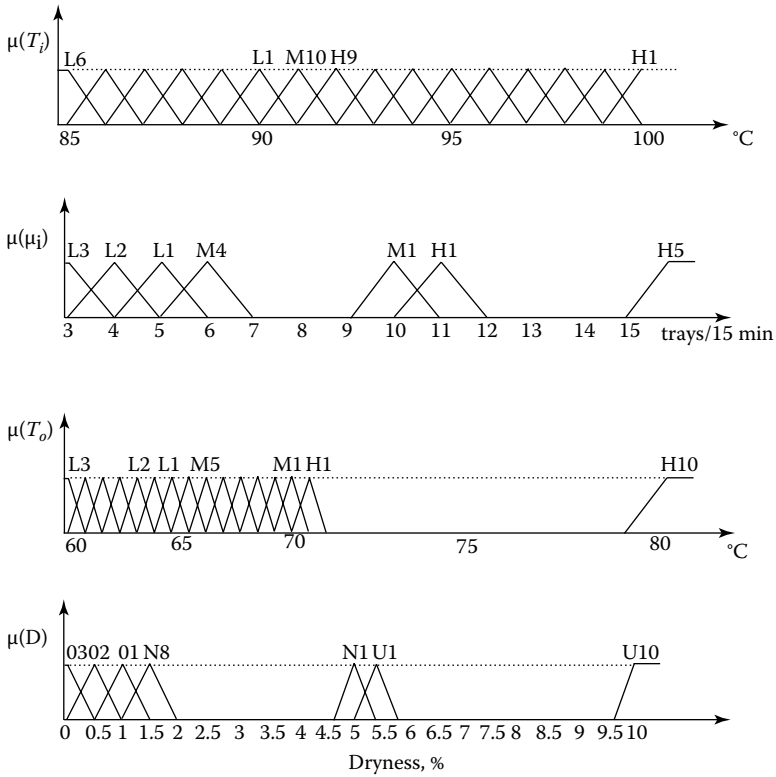 μ(Tᵢ)
L6 L1 M10 H9 H1
85 90 95 100 °C
μ(μᵢ)
L3 L2 L1 M4 M1 H1 H5
3 4 5 6 7 8 9 10 11 12 13 14 15 trays/15 min
μ(Tₒ)
L3 L2 L1 M5 M1 H1 H10
60 65 70 75 80 °C
μ(D)
0302 01 N8 N1 U1 U10
0 0.5 1 1.5 2 2.5 3 3.5 4 4.5 5 5.5 6 6.5 7 7.5 8 8.5 9 9.5 10
Dryness, %